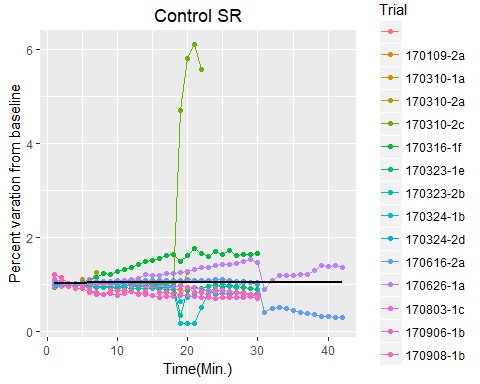 Control SR
Percent varation from baseline
6
4
2
0
0
10
20
30
40
Time(Min.)
Trial
170109-2a
170310-1a
170310-2a
170310-2c
170316-1f
170323-1e
170323-2b
170324-1b
170324-2d
170616-2a
170626-1a
170803-1c
170906-1b
170908-1b